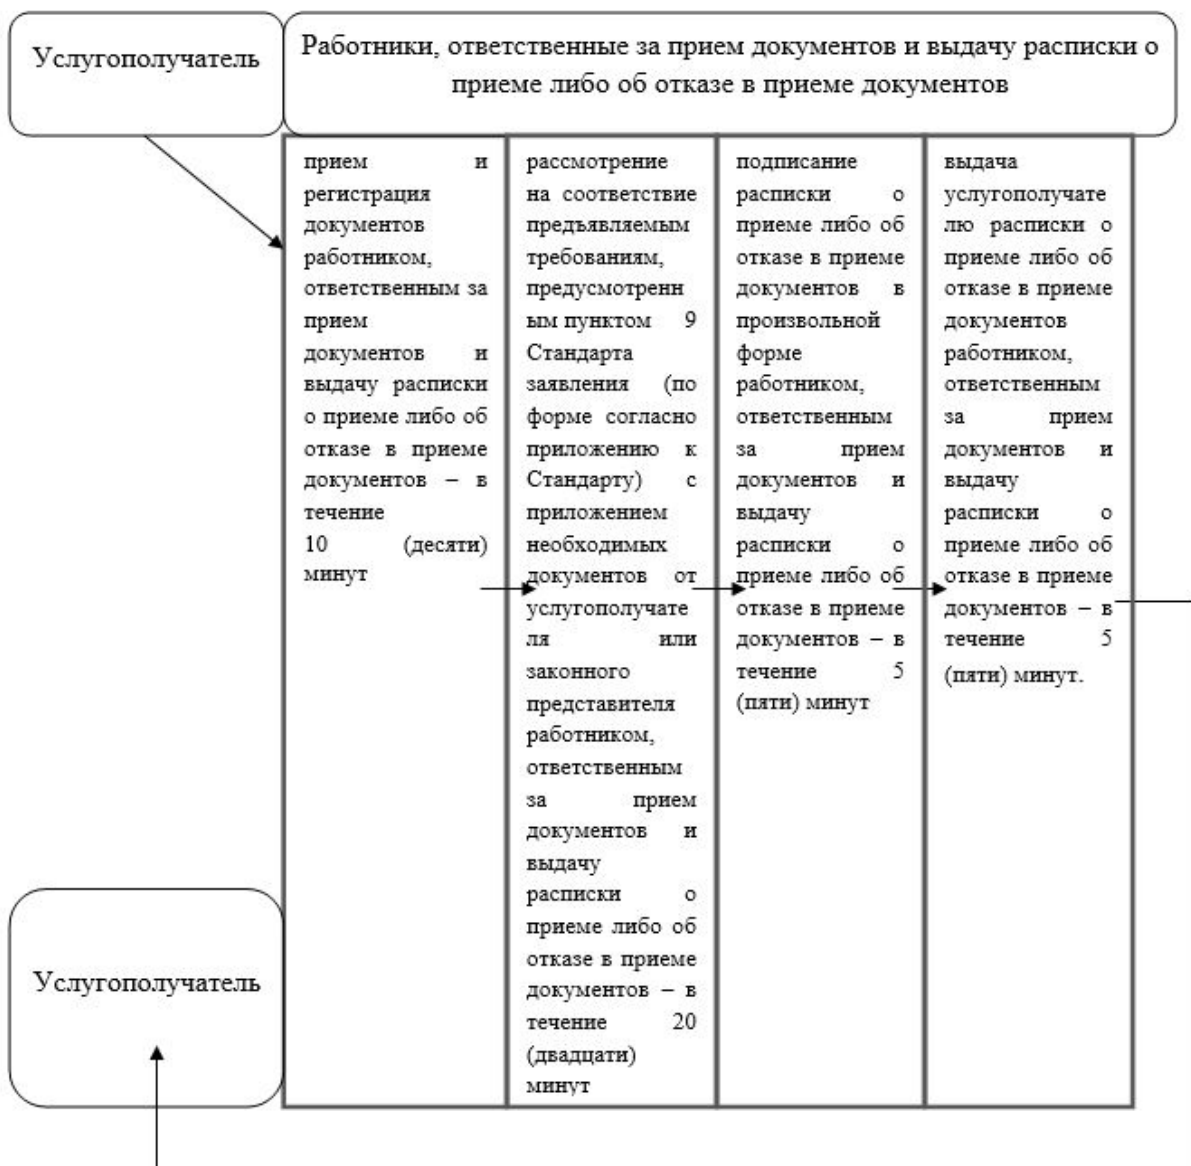 Услугополучатель
Работники, ответственные за прием документов и выдачу расписки о
приеме либо об отказе в приеме документов
прием и
регистрация
документов
работником,
ответственным за
прием
документов и
выдачу расписки
о приеме либо об
отказе в приеме
документов – в
течение
10 (десяти)
минут
рассмотрение
на соответствие
предъявляемым
требованиям,
предусмотренн
ым пунктом 9
Стандарта
заявления (по
форме согласно
приложению к
Стандарту) с
приложением
необходимых
документов от
услугополучате
ля или
законного
представителя
работником,
ответственным
за прием
документов и
выдачу
расписки о
приеме либо об
отказе в приеме
документов – в
течение 20
(двадцати)
минут
подписание
расписки о
приеме либо об
отказе в приеме
документов в
произвольной
форме
работником,
ответственным
за прием
документов и
выдачу
расписки о
приеме либо об
отказе в приеме
документов – в
течение 5
(пяти) минут
выдача
услугополучате
лю расписки о
приеме либо об
отказе в приеме
документов
работником,
ответственным
за прием
документов и
выдачу
расписки о
приеме либо об
отказе в приеме
документов – в
течение 5
(пяти) минут.
Услугополучатель